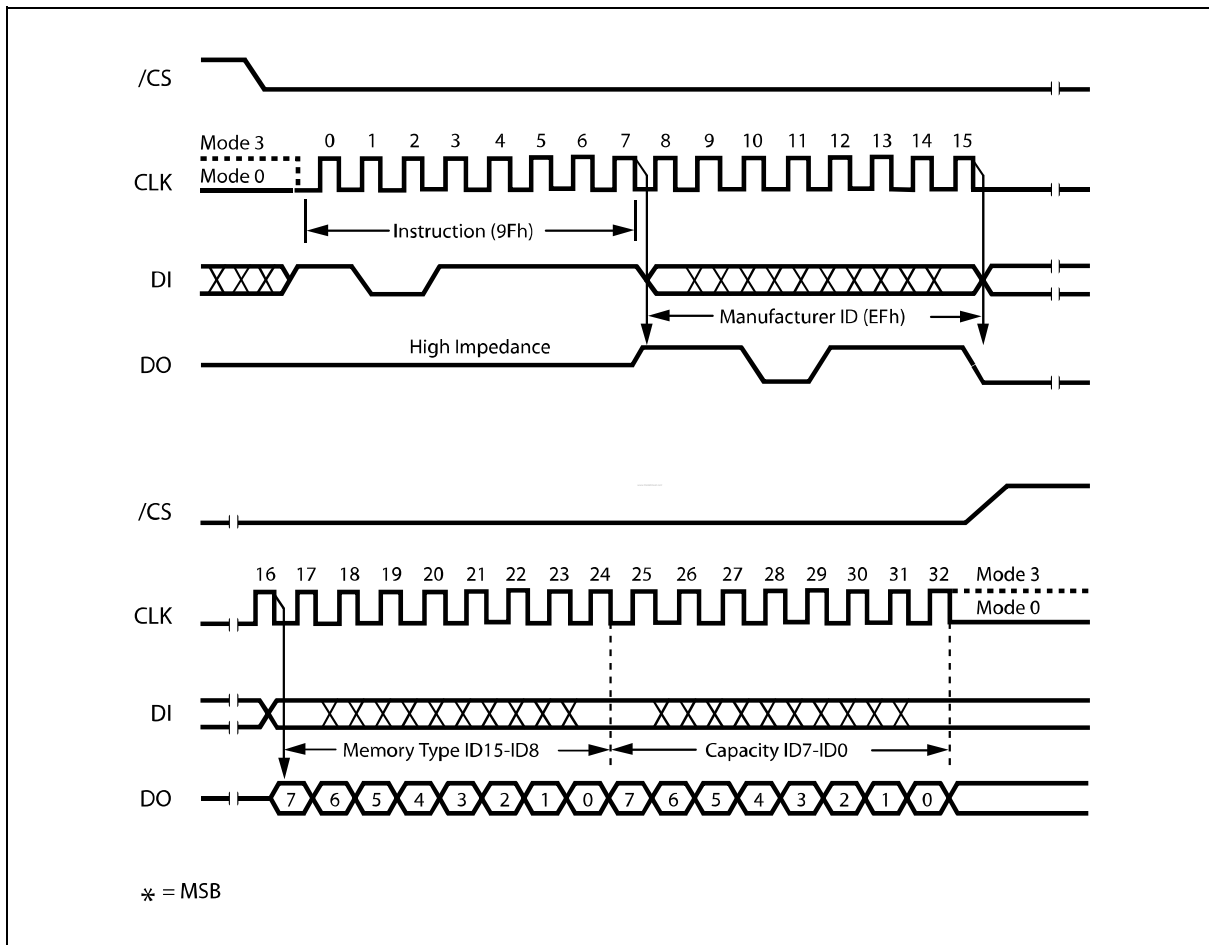 /CS
Mode 3
0 1 2 3 4 5 6 7 8 9 10 11 12 13 14 15
Mode 0
CLK
Instruction (9Fh)
DI
Manufacturer ID (EFh)
High Impedance
DO
/CS
16 17 18 19 20 21 22 23 24 25 26 27 28 29 30 31 32
Mode 3
Mode 0
CLK
DI
Memory Type ID15-ID8
Capacity ID7-ID0
DO
7 6 5 4 3 2 1 0 7 6 5 4 3 2 1 0
* = MSB